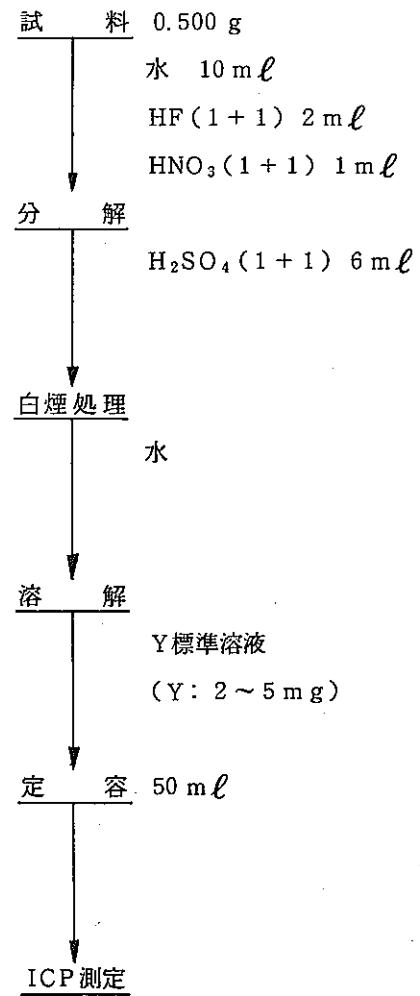 試料 0.500 g
水 10 mℓ
HF(1+1) 2 mℓ
HNO₃(1+1) 1 mℓ
分解
H₂SO₄(1+1) 6 mℓ
白煙処理
水
溶解
Y標準溶液
(Y: 2~5 mg)
定容 50 mℓ
ICP測定